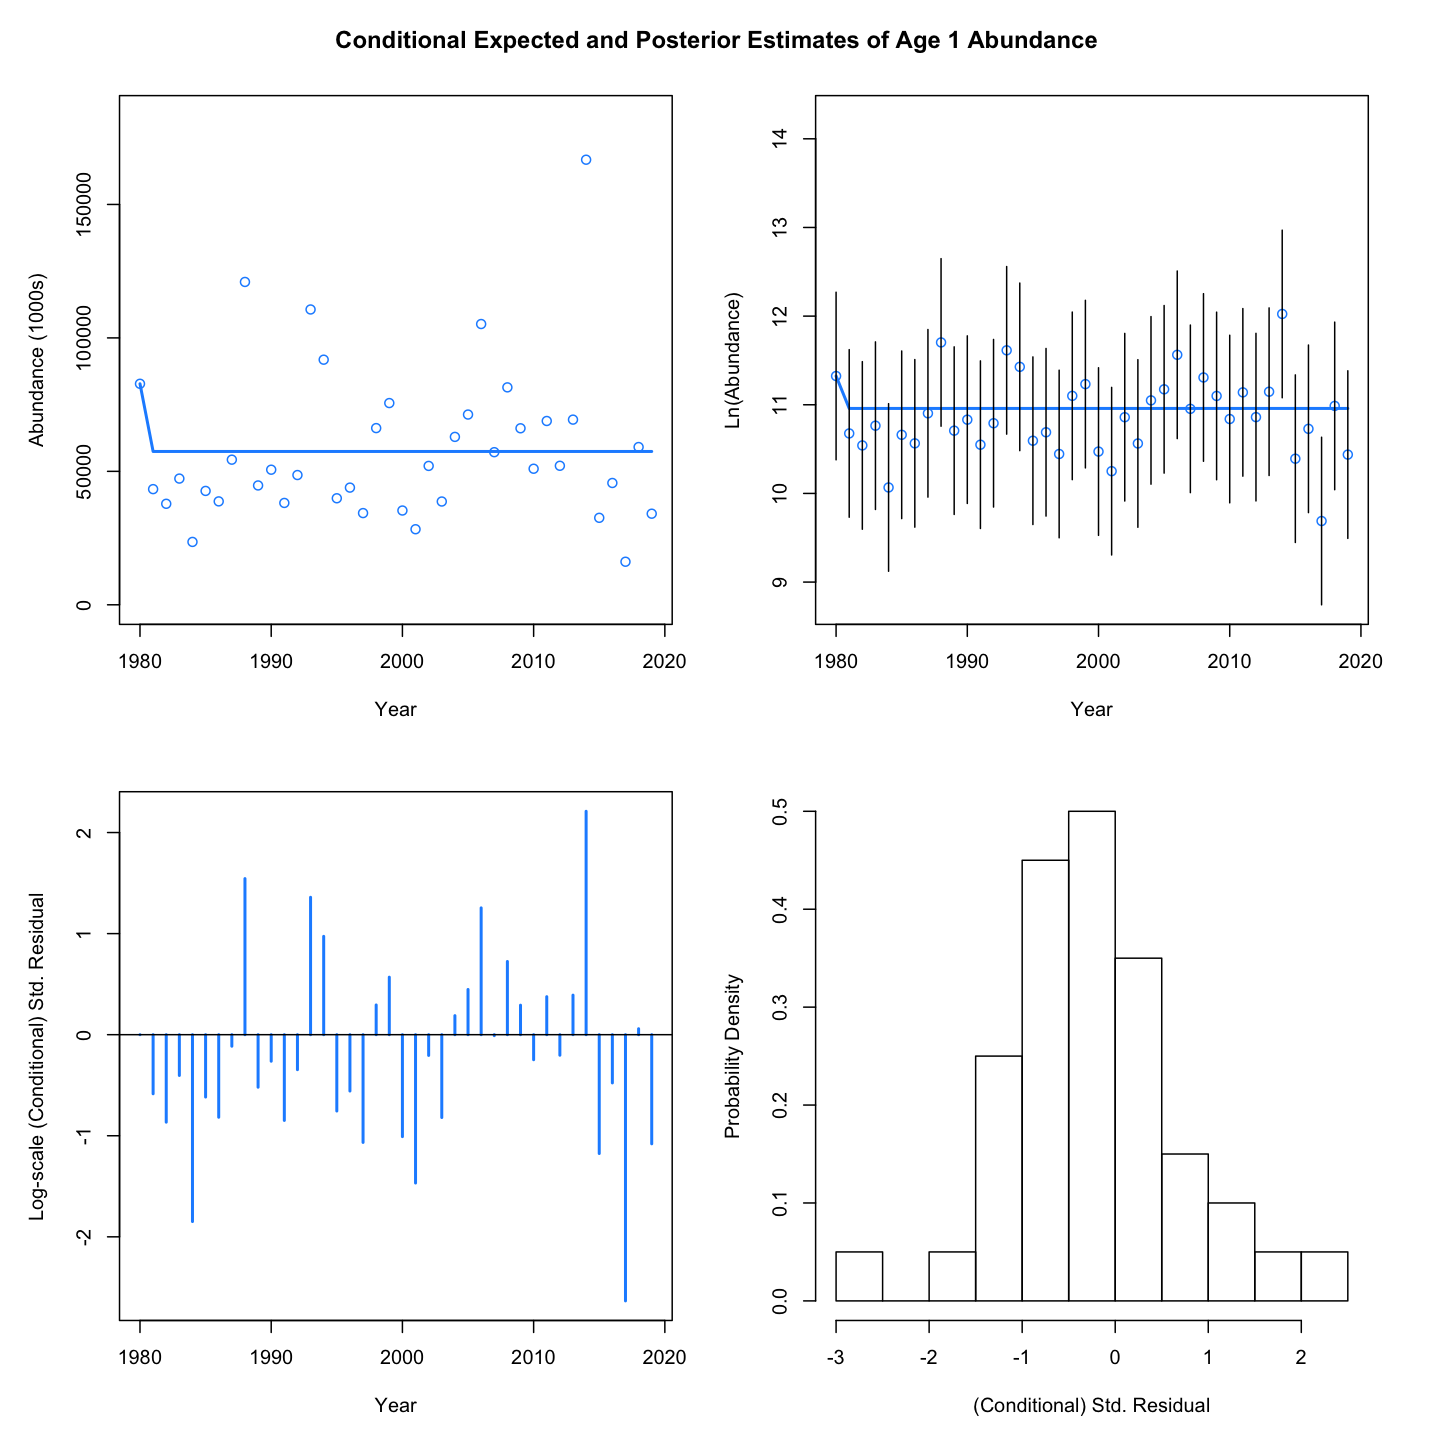 Conditional Expected and Posterior Estimates of Age 1 Abundance
Abundance (1000s)
150000
100000
50000
0
1980 1990 2000 2010 2020
Year
Ln(Abundance)
14
13
12
11
10
9
1980 1990 2000 2010 2020
Year
Log-scale (Conditional) Std. Residual
2
1
0
-1
-2
1980 1990 2000 2010 2020
Year
Probability Density
0.5
0.4
0.3
0.2
0.1
0.0
-3 -2 -1 0 1 2
(Conditional) Std. Residual